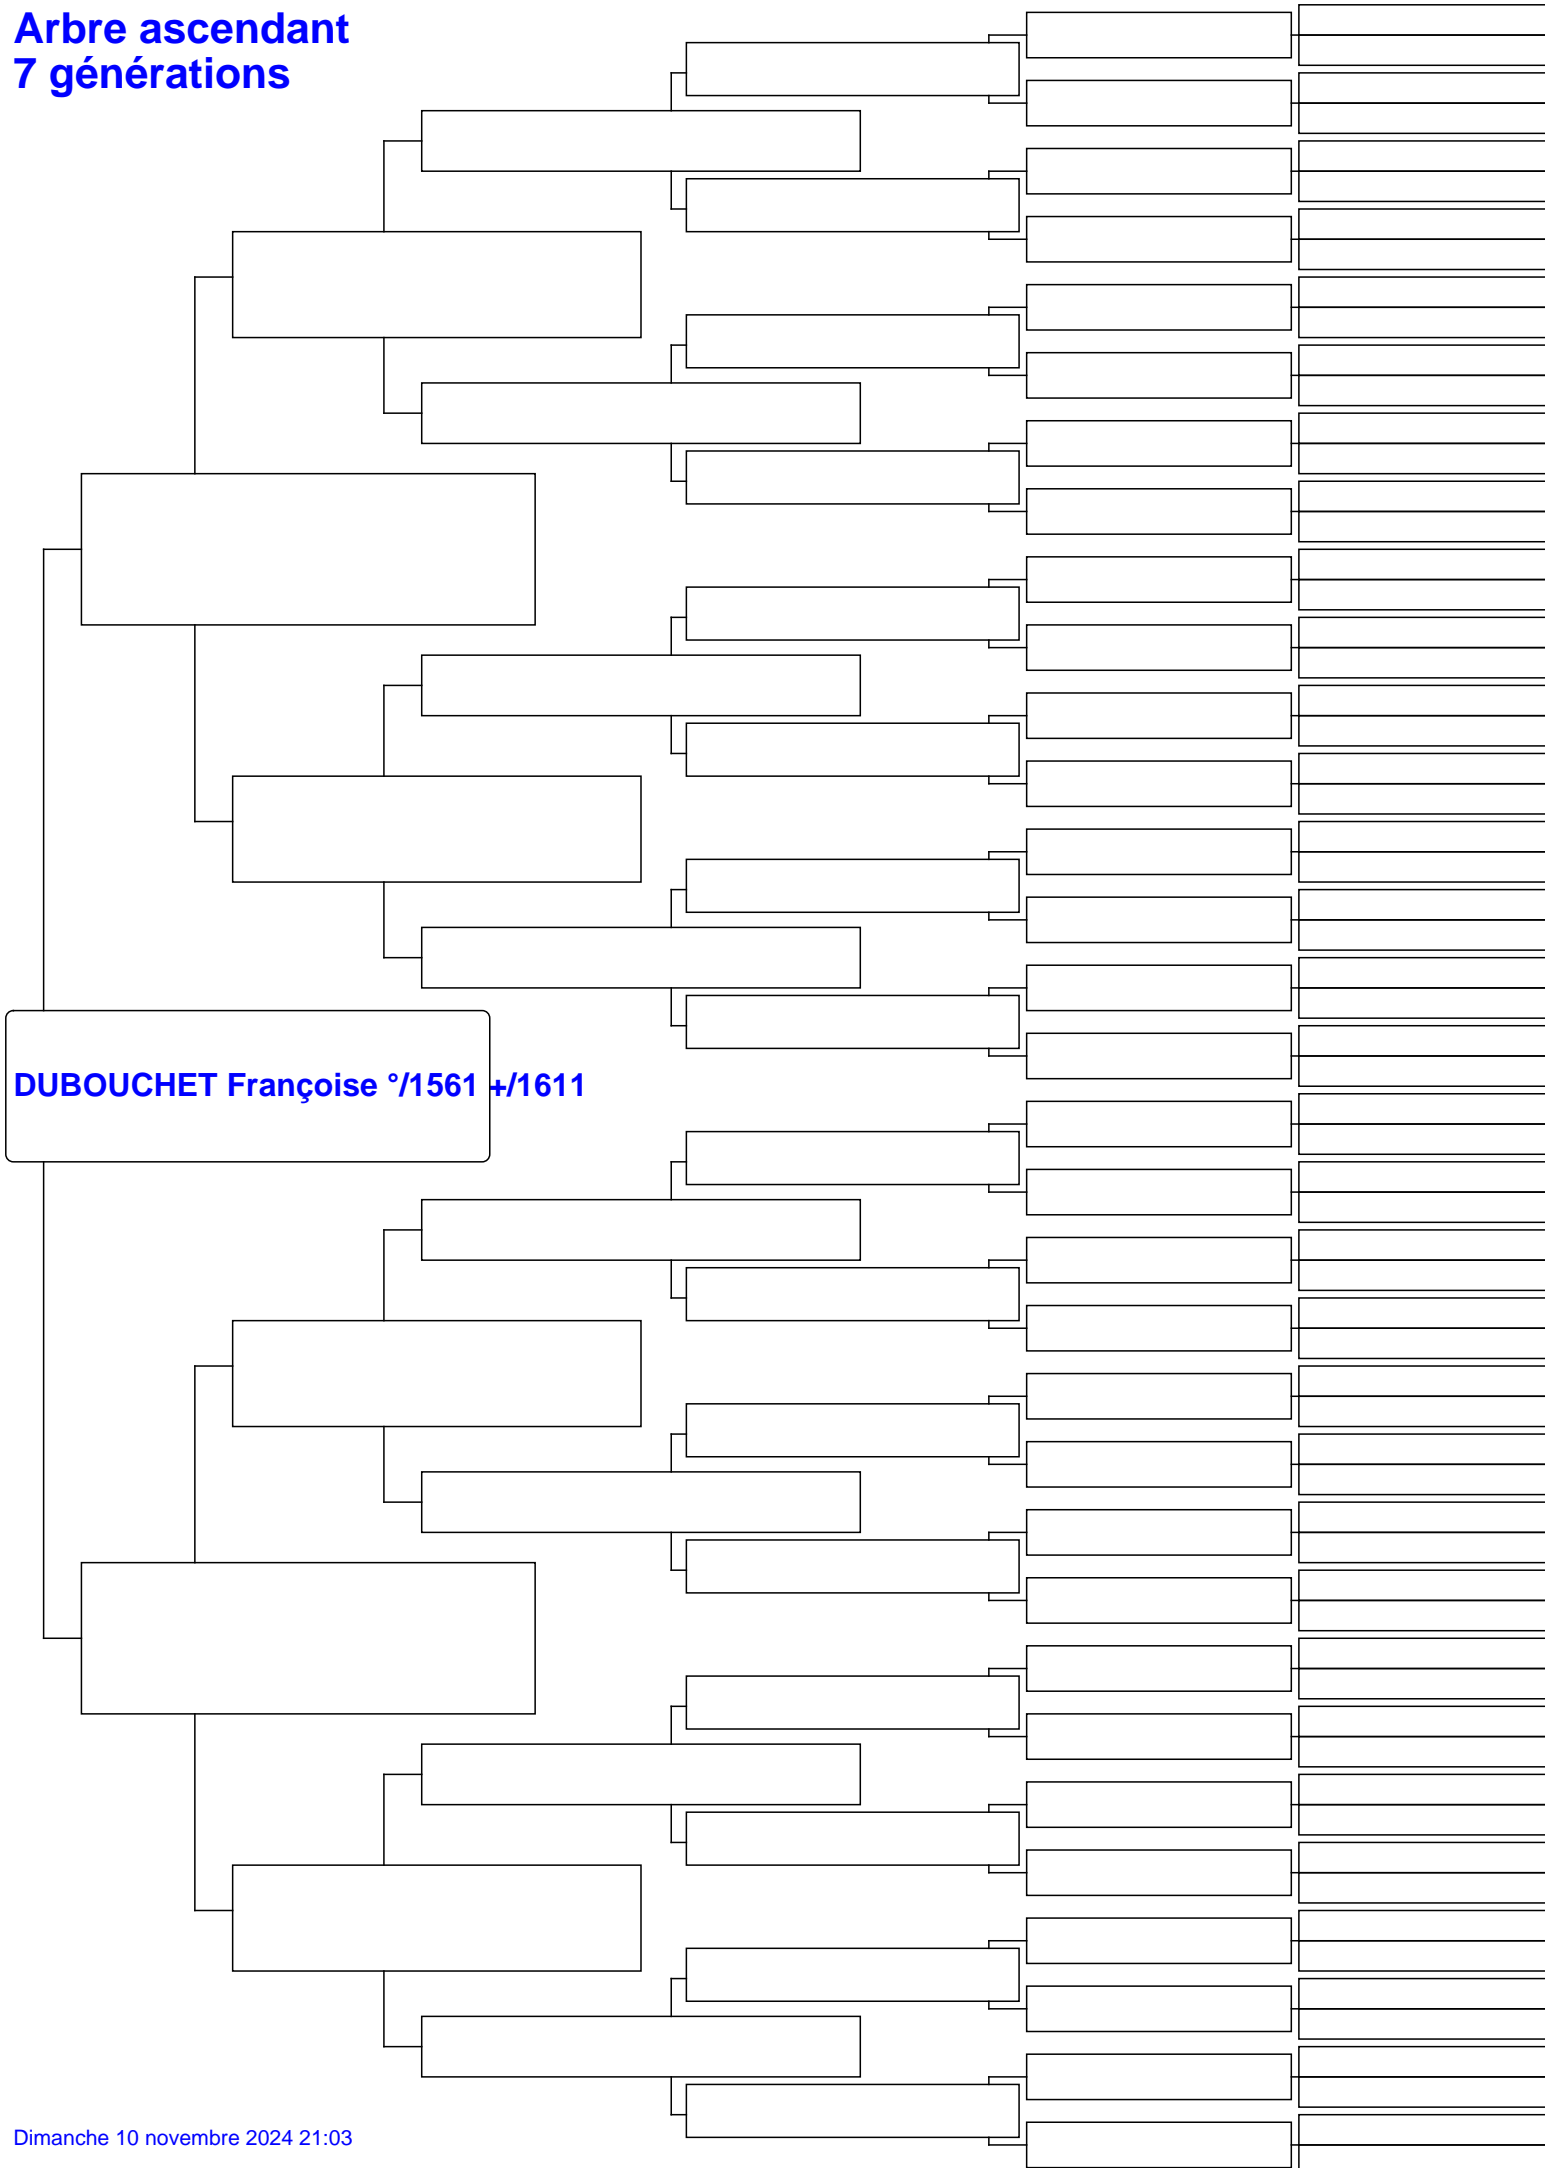 Arbre ascendant
7 générations
DUBOUCHET Françoise °/1561 +/1611
Dimanche 10 novembre 2024 21:03